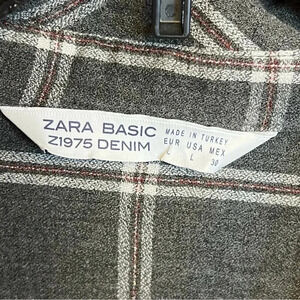 ZARA BASIC
Z1975 DENIM
MADE IN TURKEY
EUR USA MEX
L L 30